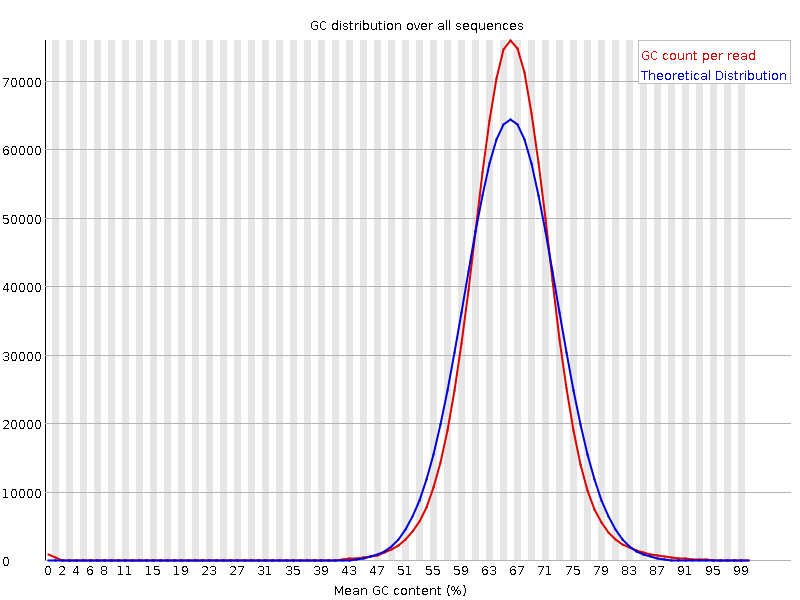 GC distribution over all sequences
GC count per read
Theoretical Distribution
70000
60000
50000
40000
30000
20000
10000
0
0 2 4 6 8 11 15 19 23 27 31 35 39 43 47 51 55 59 63 67 71 75 79 83 87 91 95 99
Mean GC content (%)